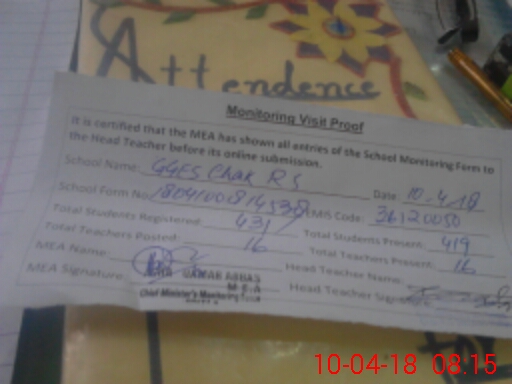 Attendence
Monitoring Visit Proof
It is certified that the MEA has shown all entries of the School Monitoring Form to
the Head Teacher before its online submission.
School Name: GGES Chak RS Date: 10-4-18
School Form No. EMIS Code: 36120050
Total Students Registered: 431 Total Students Present: 419
Total Teachers Posted: 16 Total Teachers Present: 16
MEA Name: Head Teacher Name:
MEA Signature: QAMAR ABBAS Head Teacher Signature
M-E-A
Chief Minister's Monitoring Force
10-04-18 08:15